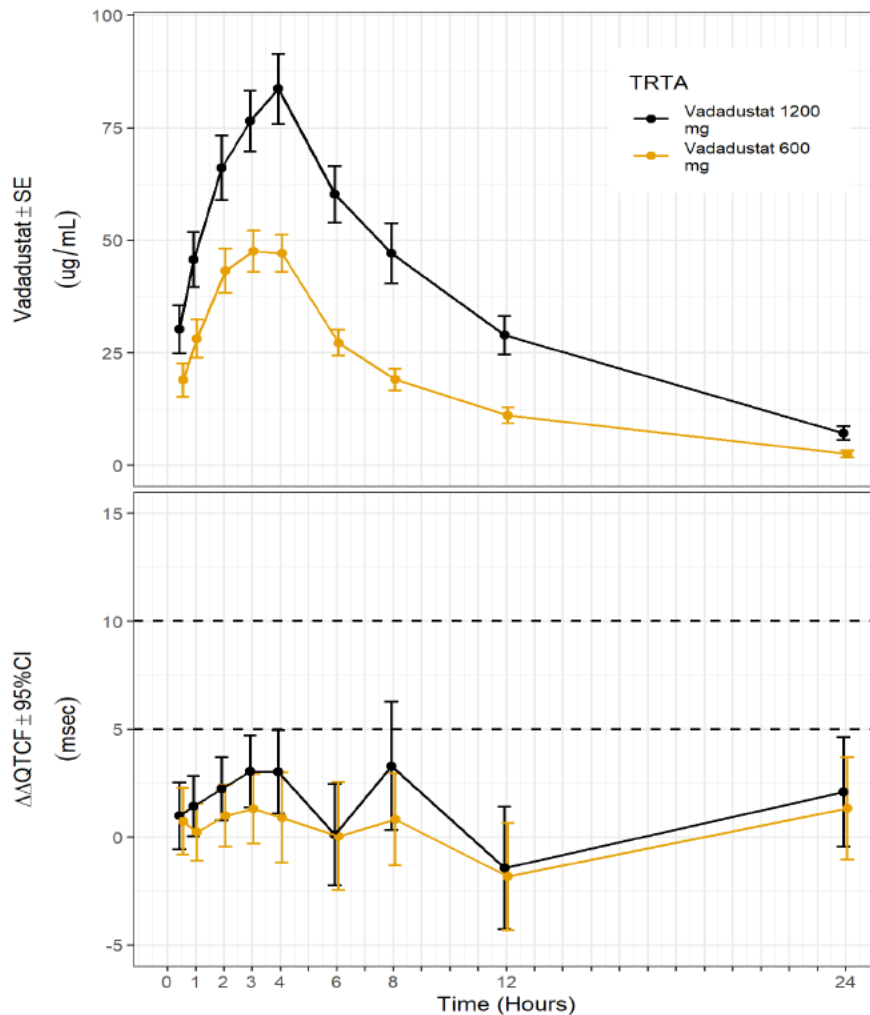 100
75
50
25
0
Vadadustat ± SE
(ug/mL)
TRTA
Vadadustat 1200
mg
Vadadustat 600
mg
15
10
5
0
-5
ΔΔQTCF ± 95%CI
(msec)
0 1 2 3 4 6 8 12 24
Time (Hours)